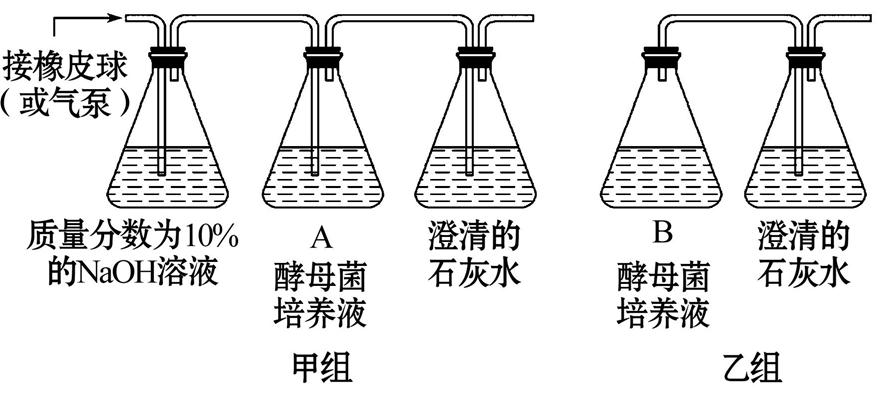 接橡皮球
（或气泵）
质量分数为10%
的NaOH溶液
A
酵母菌
培养液
澄清的
石灰水
B
酵母菌
培养液
澄清的
石灰水
甲组
乙组